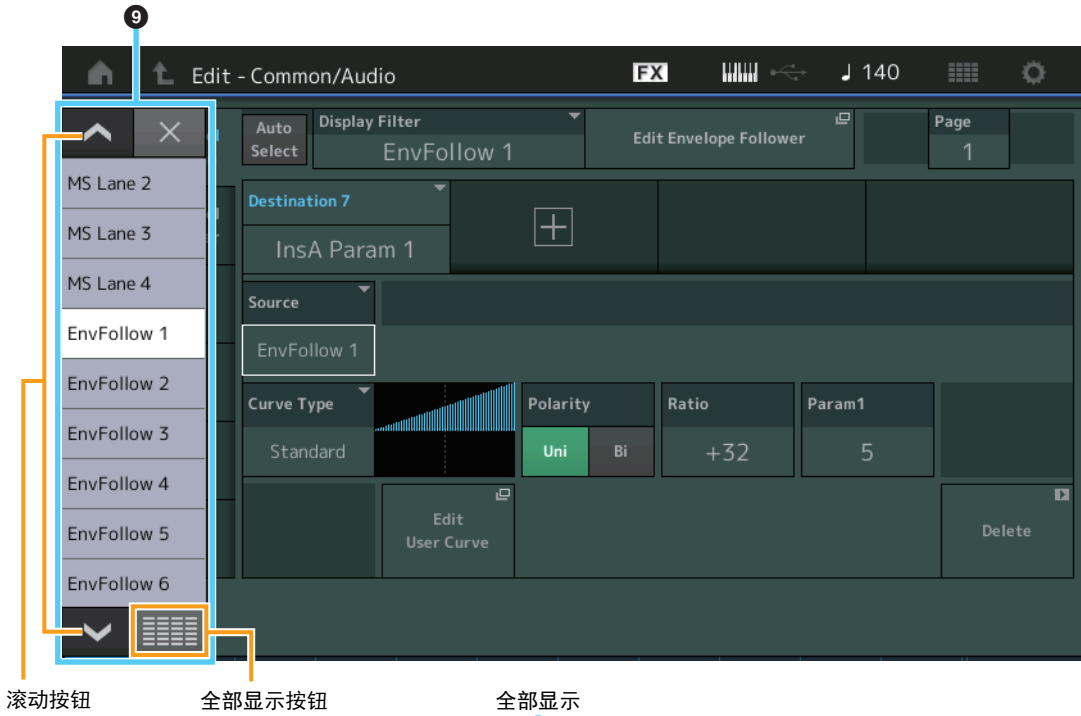 9
Edit - Common/Audio
FX
140
Auto Select
Display Filter
EnvFollow 1
Edit Envelope Follower
Page
1
MS Lane 2
MS Lane 3
MS Lane 4
EnvFollow 1
EnvFollow 2
EnvFollow 3
EnvFollow 4
EnvFollow 5
EnvFollow 6
Destination 7
InsA Param 1
Source
EnvFollow 1
Curve Type
Standard
Polarity
Uni
Bi
Ratio
+32
Param1
5
Edit
User Curve
Delete
滚动按钮
全部显示按钮
全部显示